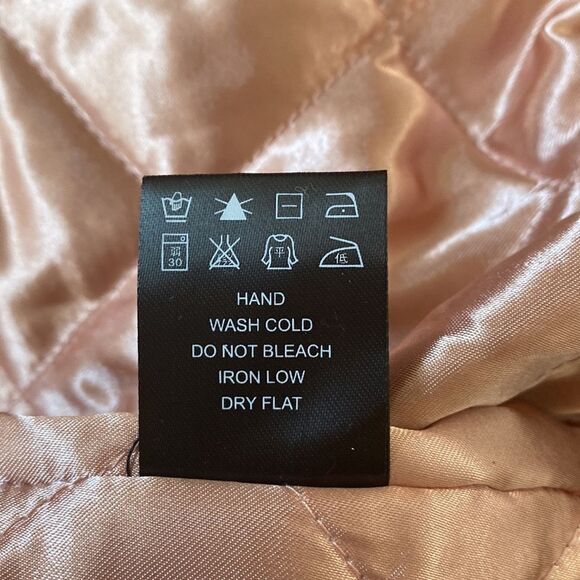 弱 平 低
30
HAND
WASH COLD
DO NOT BLEACH
IRON LOW
DRY FLAT